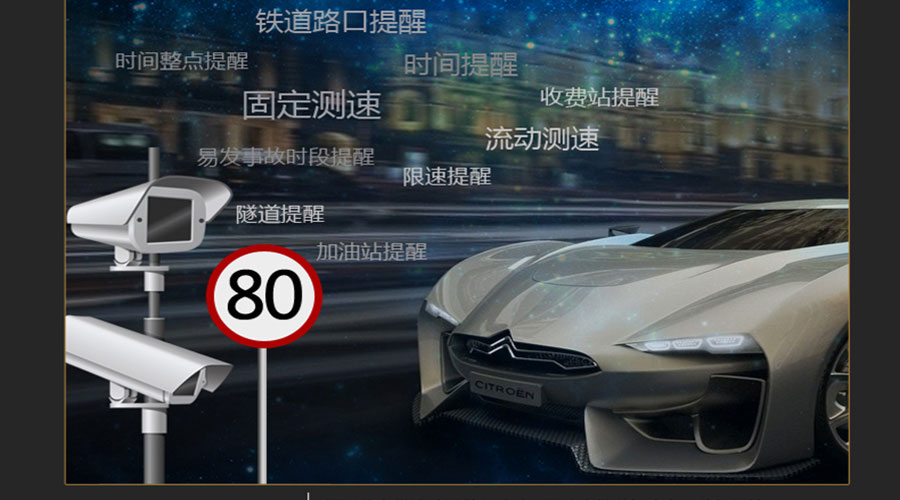 铁道路口提醒
时间整点提醒
时间提醒
固定测速
收费站提醒
流动测速
易发事故时段提醒
限速提醒
隧道提醒
加油站提醒
80
CITROËN